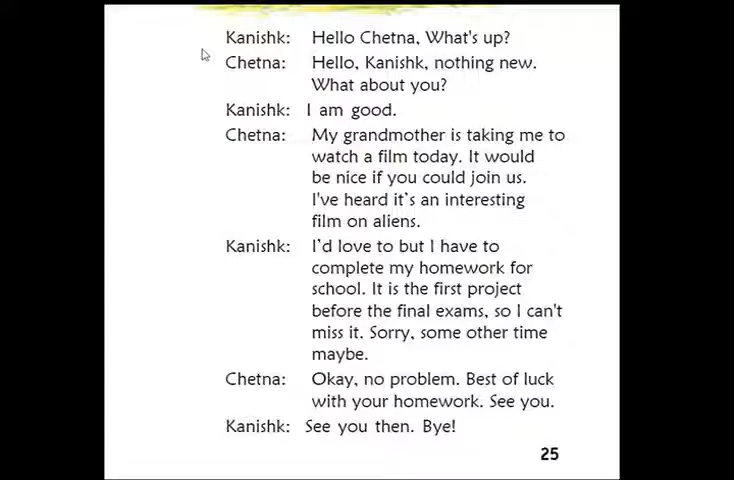 Kanishk: Hello Chetna, What's up?
Chetna: Hello, Kanishk, nothing new.
What about you?
Kanishk: I am good.
Chetna: My grandmother is taking me to
watch a film today. It would
be nice if you could join us.
I've heard it's an interesting
film on aliens.
Kanishk: I'd love to but I have to
complete my homework for
school. It is the first project
before the final exams, so I can't
miss it. Sorry, some other time
maybe.
Chetna: Okay, no problem. Best of luck
with your homework. See you.
Kanishk: See you then. Bye!
25